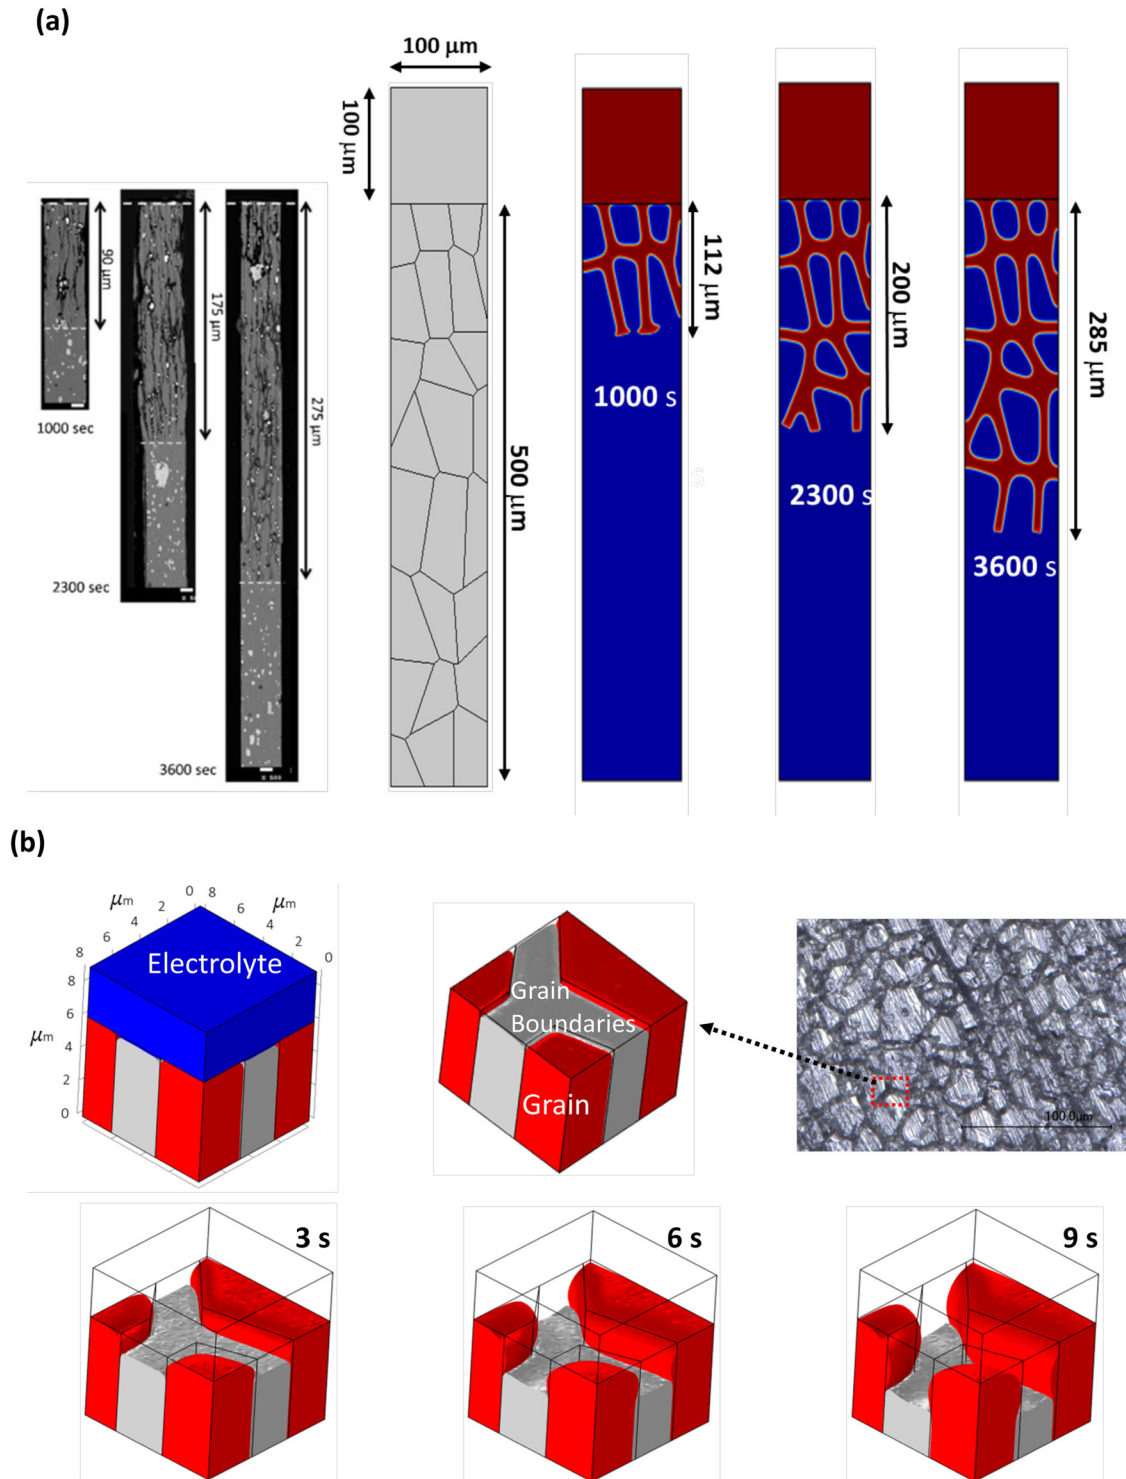 (a)
100 μm
100 μm
500 μm
90 μm
1000 sec
175 μm
2300 sec
275 μm
3600 sec
X 500
112 μm
1000 s
200 μm
2300 s
285 μm
3600 s
s
(b)
μm
μm
8
6
4
2
0
8
6
4
2
0
8
6
μm
4
2
0
Electrolyte
Grain
Boundaries
Grain
100.0μm
3 s
6 s
9 s